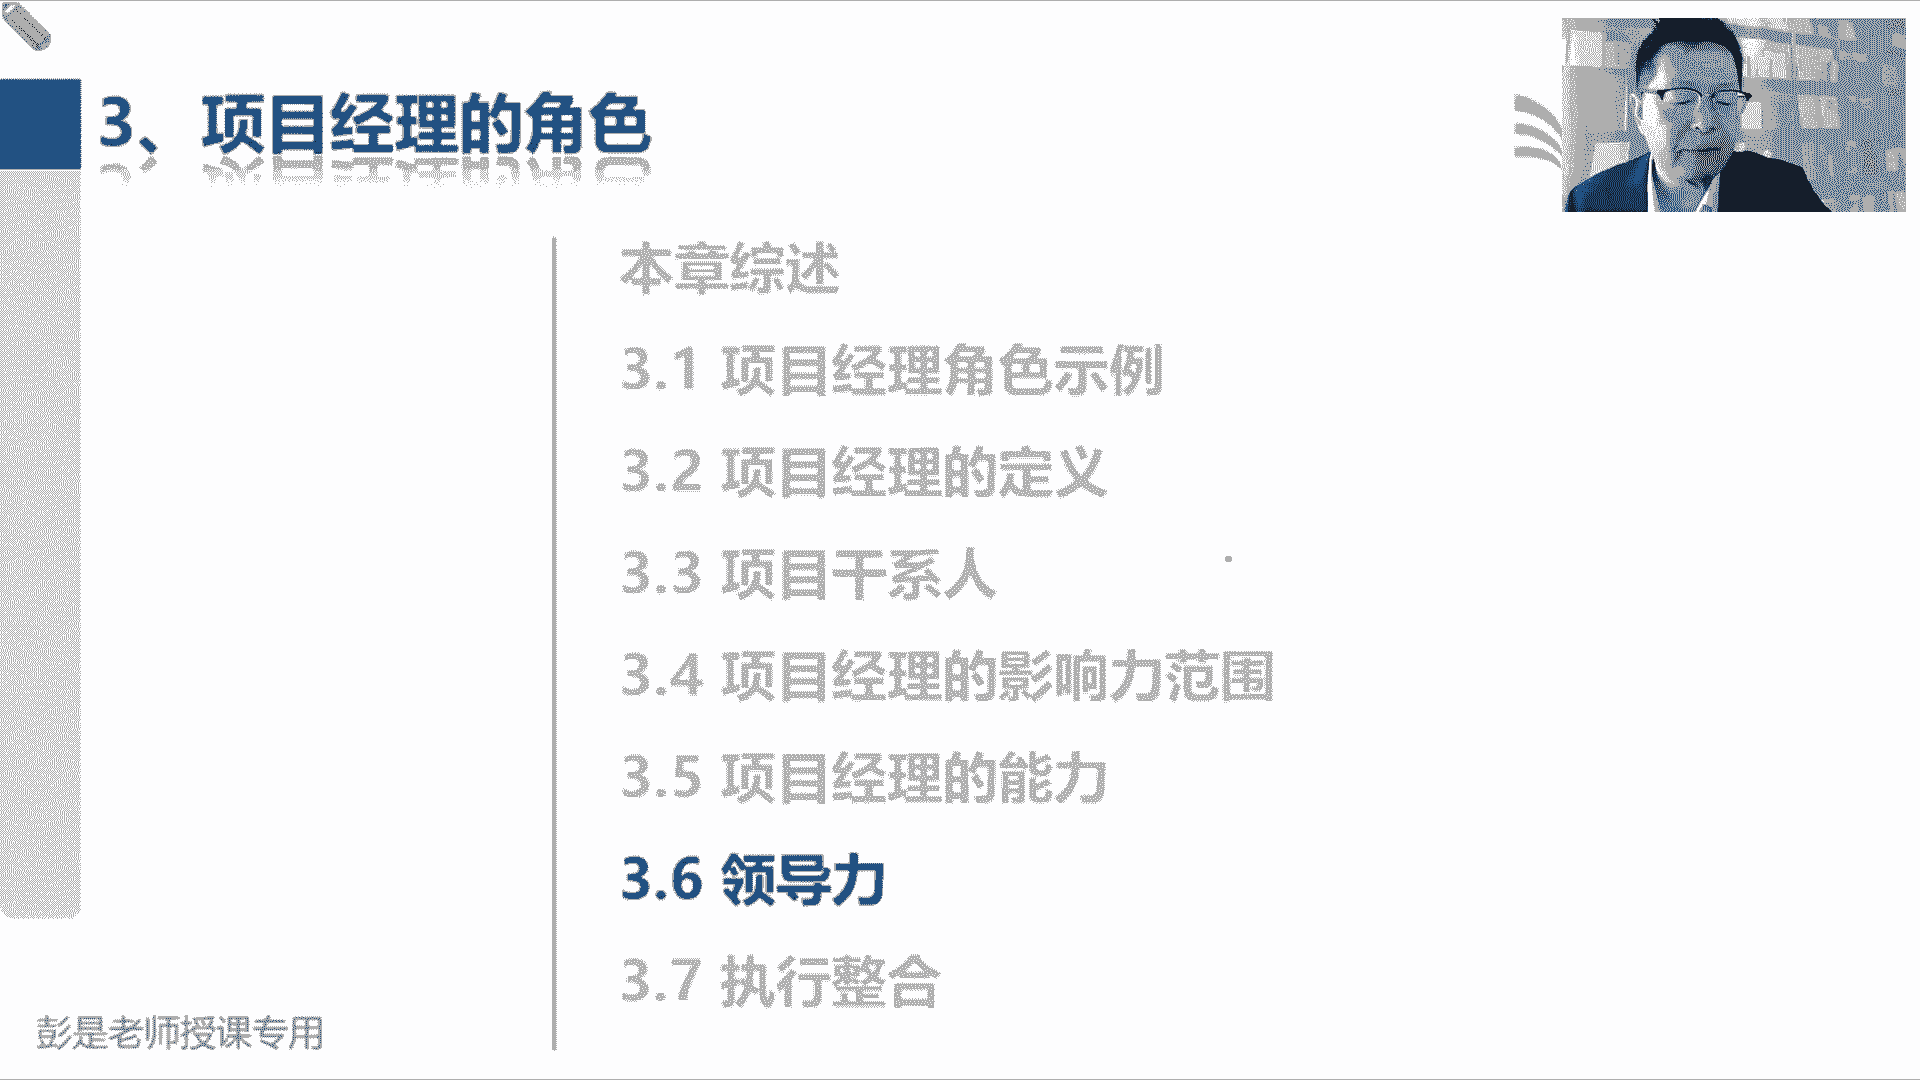 3、项目经理的角色
本章综述
3.1 项目经理角色示例
3.2 项目经理的定义
3.3 项目干系人
3.4 项目经理的影响力范围
3.5 项目经理的能力
3.6 领导力
3.7 执行整合
彭是老师授课专用